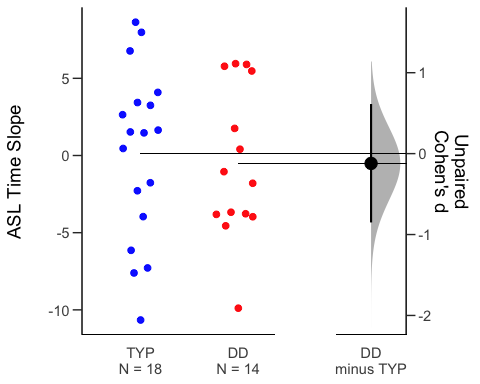 ASL Time Slope
5
0
-5
-10
TYP
N = 18
DD
N = 14
DD
minus TYP
1
0
-1
-2
Unpaired
Cohen's d